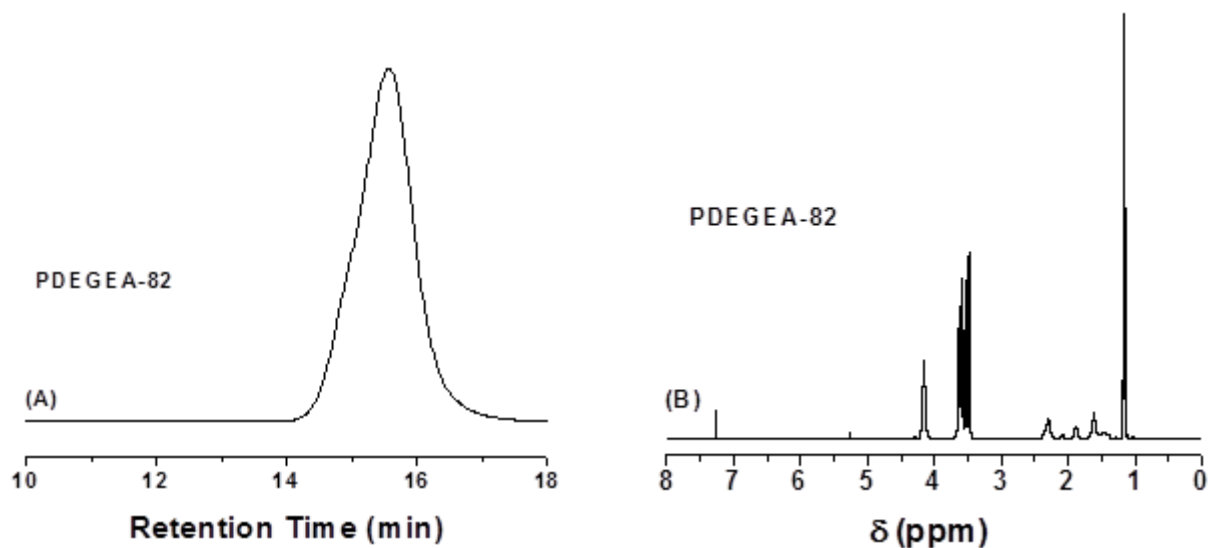 PDEGEA-82
(A)
10 12 14 16 18
Retention Time (min)
PDEGEA-82
(B)
8 7 6 5 4 3 2 1 0
δ (ppm)